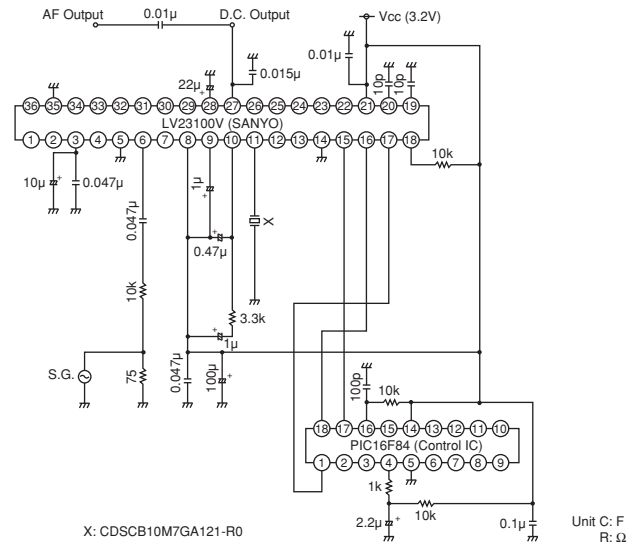 AF Output
0.01µ
D.C. Output
Vcc (3.2V)
0.01µ
0.015µ
22µ
+
10p
10p
36 35 34 33 32 31 30 29 28 27 26 25 24 23 22 21 20 19
LV23100V (SANYO)
1 2 3 4 5 6 7 8 9 10 11 12 13 14 15 16 17 18
10k
10µ
+
0.047µ
0.047µ
1µ
+
X
+
0.47µ
10k
3.3k
+
1µ
S.G.
75
0.047µ
100µ
+
100p
10k
18 17 16 15 14 13 12 11 10
PIC16F84 (Control IC)
1 2 3 4 5 6 7 8 9
1k
10k
2.2µ
+
0.1µ
X: CDSCB10M7GA121-R0
Unit C: F
R: Ω